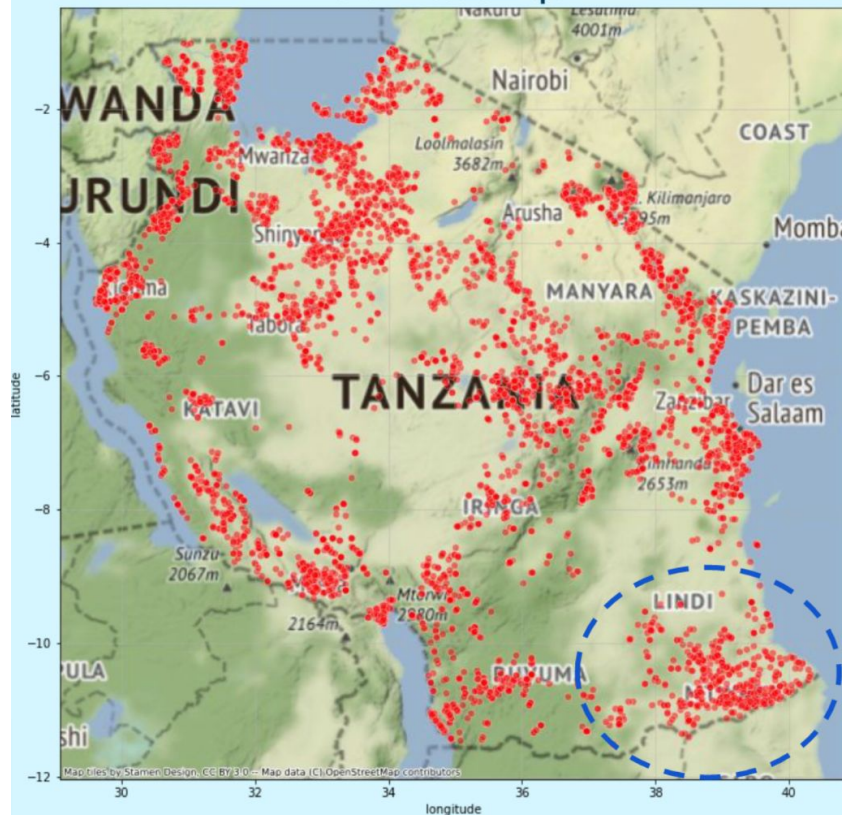 4001m
Nairobi
WANDA
COAST
Loolmalasin
3682m
Mwanza
Kilimanjaro
URUNDI
Arusha
Momba
MANYARA
KASKAZINI-
PEMBA
Tabora
TANZANIA
Dar es
Salaam
Zanzibar
KATAVI
2653m
IRINGA
Sunzu
2067m
Mtorwi
2164m
LINDI
PULA
RUVUMA
shi
Map tiles by Stamen Design, CC BY 3.0 -- Map data (C) OpenStreetMap contributors
latitude
−2
−4
−6
−8
−10
−12
30
32
34
36
38
40
longitude